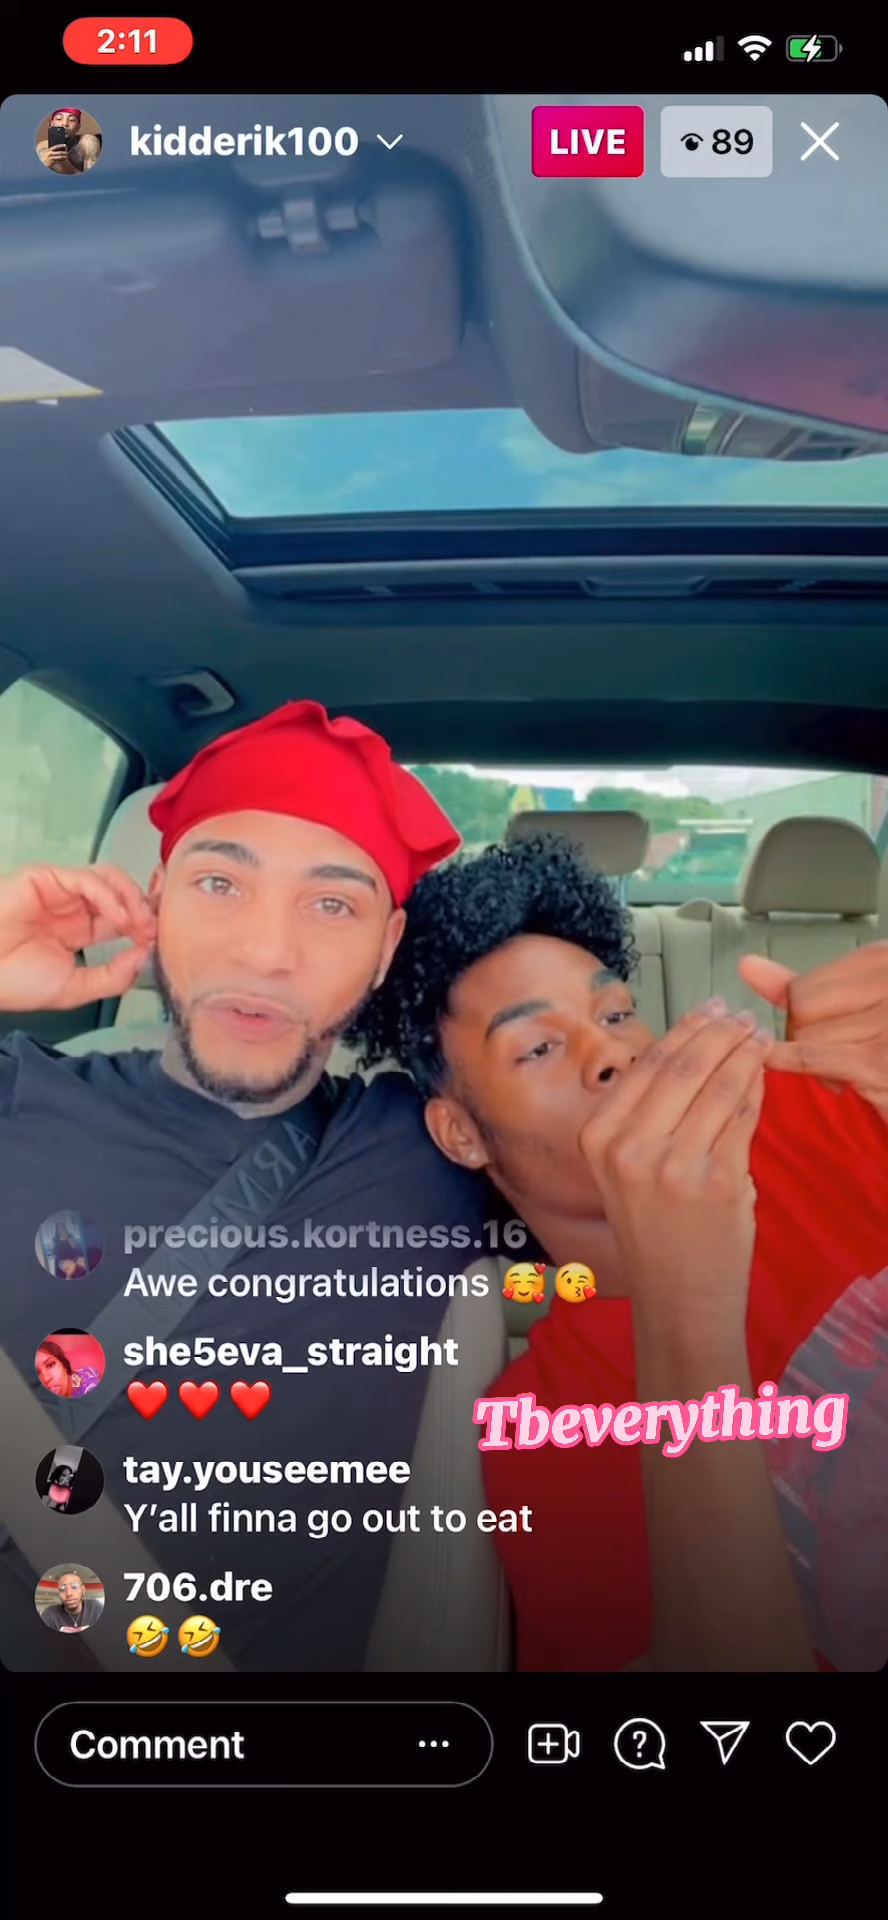 2:11
kidderik100
LIVE
89
precious.kortness.16
Awe congratulations 🥰 😘
she5eva_straight
❤️ ❤️ ❤️
Tbeverything
tay.youseemee
Y’all finna go out to eat
706.dre
🤣 🤣
Comment